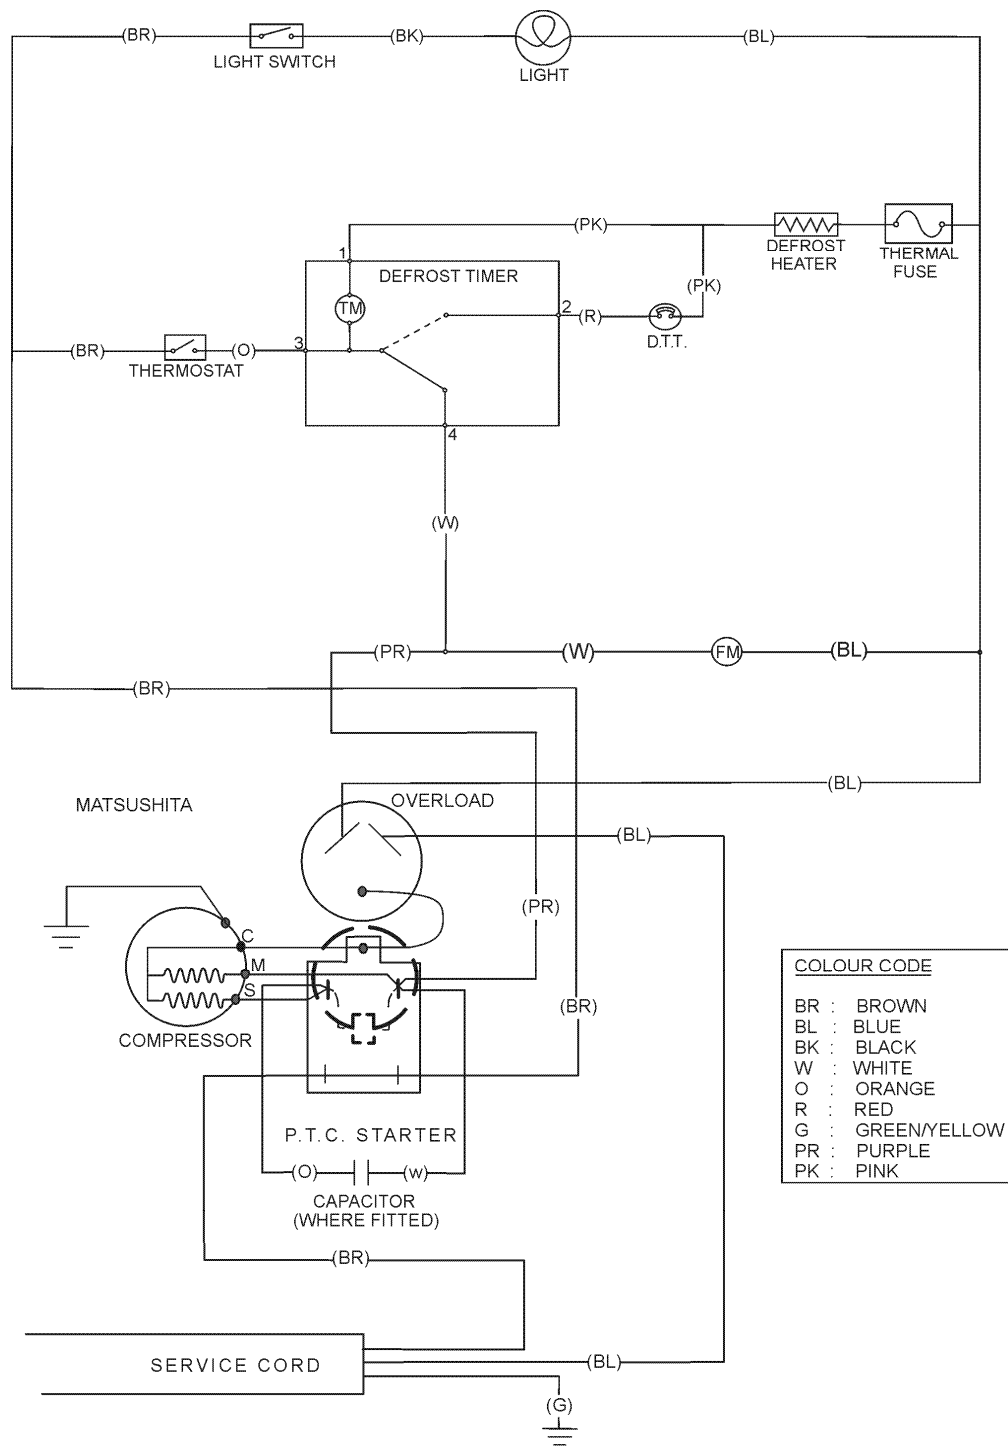 (BR)
(BK)
(BL)
LIGHT SWITCH
LIGHT
(PK)
DEFROST
HEATER
THERMAL
FUSE
1
DEFROST TIMER
(PK)
TM
2
(R)
D.T.T.
(BR)
(O)
3
THERMOSTAT
4
(W)
(PR)
(W)
FM
(BL)
(BR)
(BL)
MATSUSHITA
OVERLOAD
(BL)
(PR)
C
M
S
COMPRESSOR
(BR)
P.T.C. STARTER
(O)
(w)
CAPACITOR
(WHERE FITTED)
(BR)
SERVICE CORD
(BL)
(G)
COLOUR CODE
BR : BROWN
BL : BLUE
BK : BLACK
W : WHITE
O : ORANGE
R : RED
G : GREEN/YELLOW
PR : PURPLE
PK : PINK